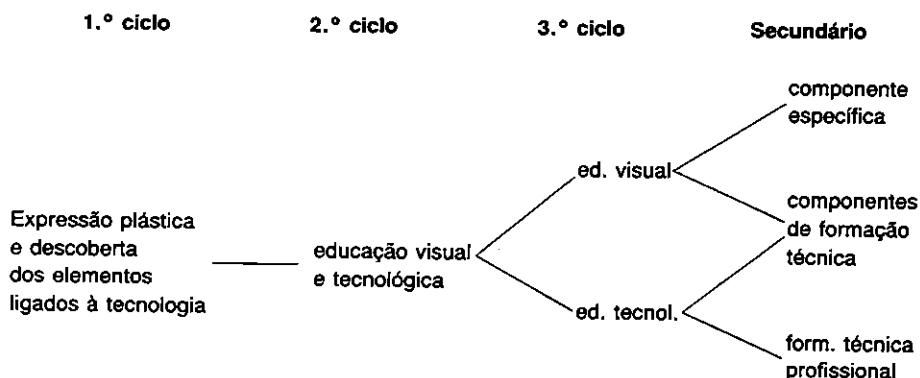 1.º ciclo 2.º ciclo 3.º ciclo Secundário
Expressão plástica
e descoberta
dos elementos
ligados à tecnologia
educação visual
e tecnológica
ed. visual
ed. tecnol.
componente
específica
componentes
de formação
técnica
form. técnica
profissional